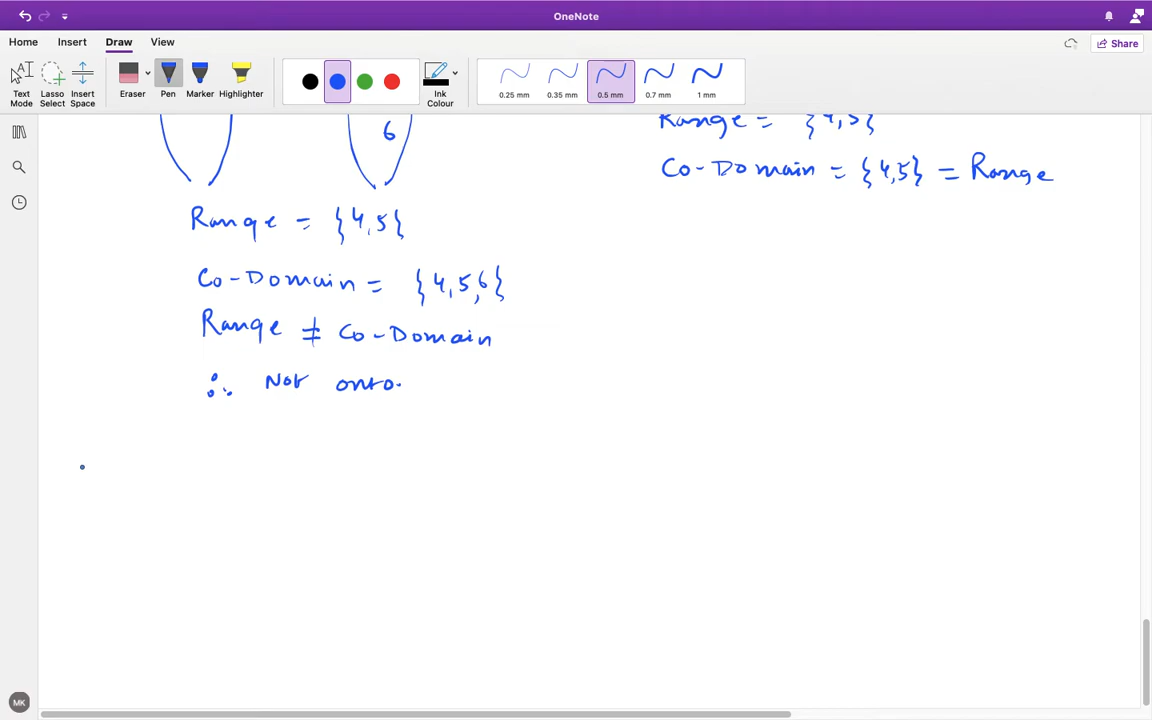 OneNote
Home Insert Draw View
Share
Text Mode
Lasso Select
Insert Space
Eraser
Pen
Marker
Highlighter
Ink Colour
0.25 mm
0.35 mm
0.5 mm
0.7 mm
1 mm
6
Range = {4,5}
Co-Domain = {4,5} = Range
Range = {4,5}
Co-Domain = {4,5,6}
Range ≠ Co-Domain
∴ Not onto.
MK